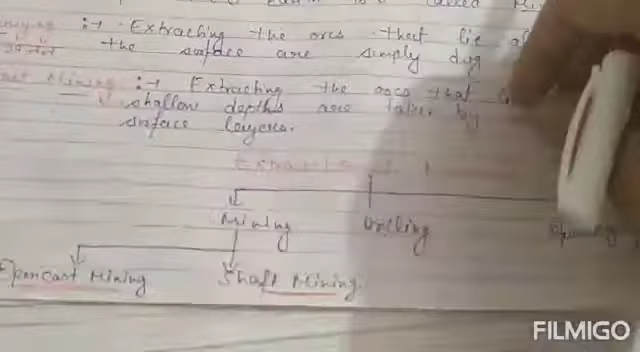 :→ Extracting the ores that lie
the surface are simply dug
Mining :→ Extracting the ores that
shallow depths are taken by
surface layers.
Mining Drilling
Opencast Mining Shaft Mining
FILMIGO